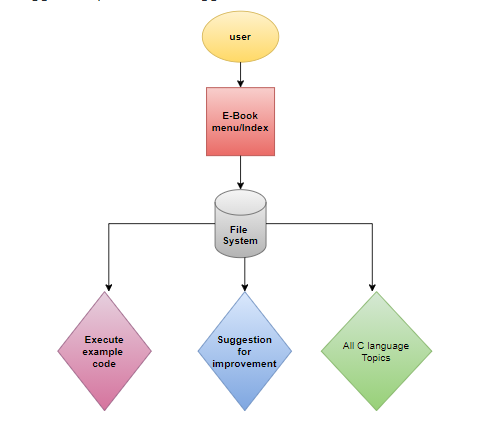 user
E-Book
menu/Index
File
System
Execute
example
code
Suggestion
for
improvement
All C language
Topics